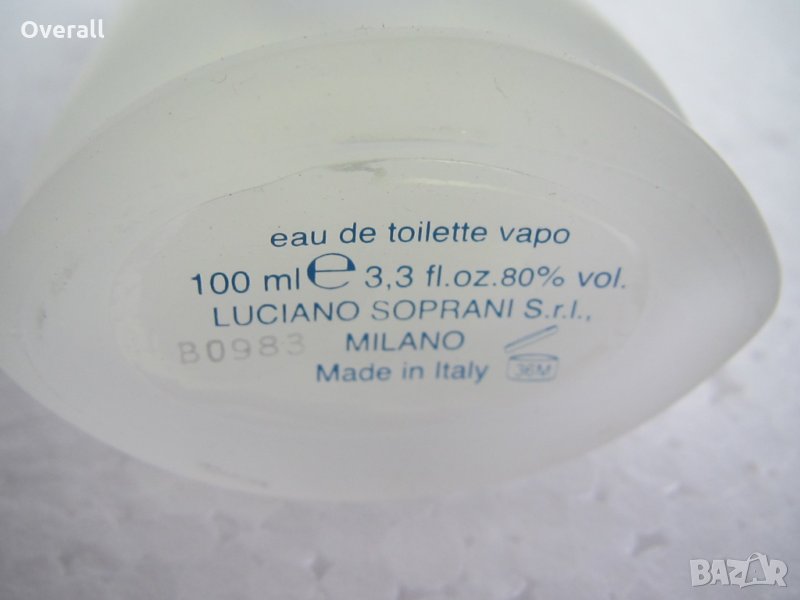 Overall
eau de toilette vapo
100 ml ℮ 3,3 fl.oz.80% vol.
LUCIANO SOPRANI S.r.l.,
B0983 MILANO
Made in Italy 36M
BAZAR